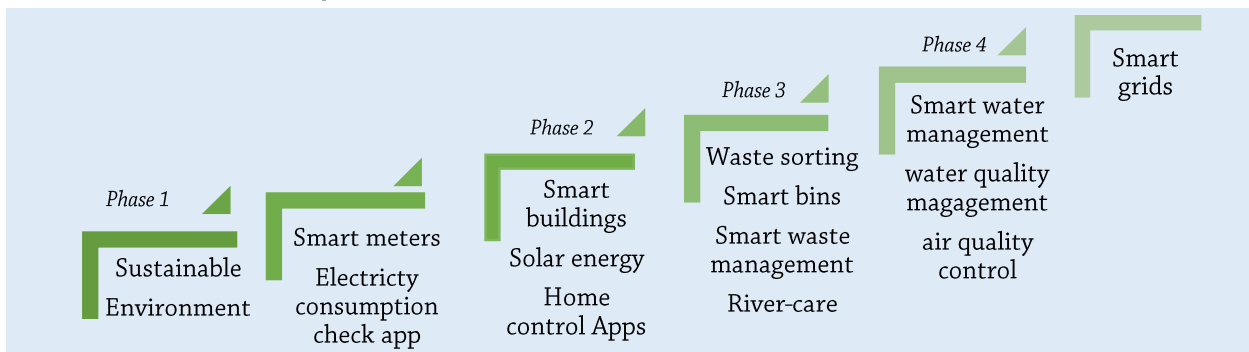 Phase 1
Sustainable
Environment
Smart meters
Electricty
consumption
check app
Phase 2
Smart
buildings
Solar energy
Home
control Apps
Phase 3
Waste sorting
Smart bins
Smart waste
management
River-care
Phase 4
Smart water
management
water quality
magagement
air quality
control
Smart
grids